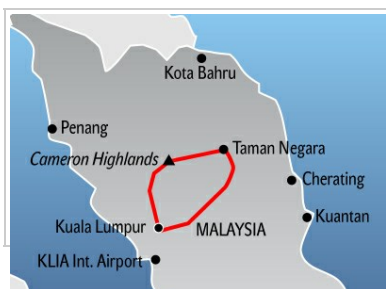 Kota Bahru
Penang
Taman Negara
Cameron Highlands
Cherating
Kuantan
Kuala Lumpur
MALAYSIA
KLIA Int. Airport